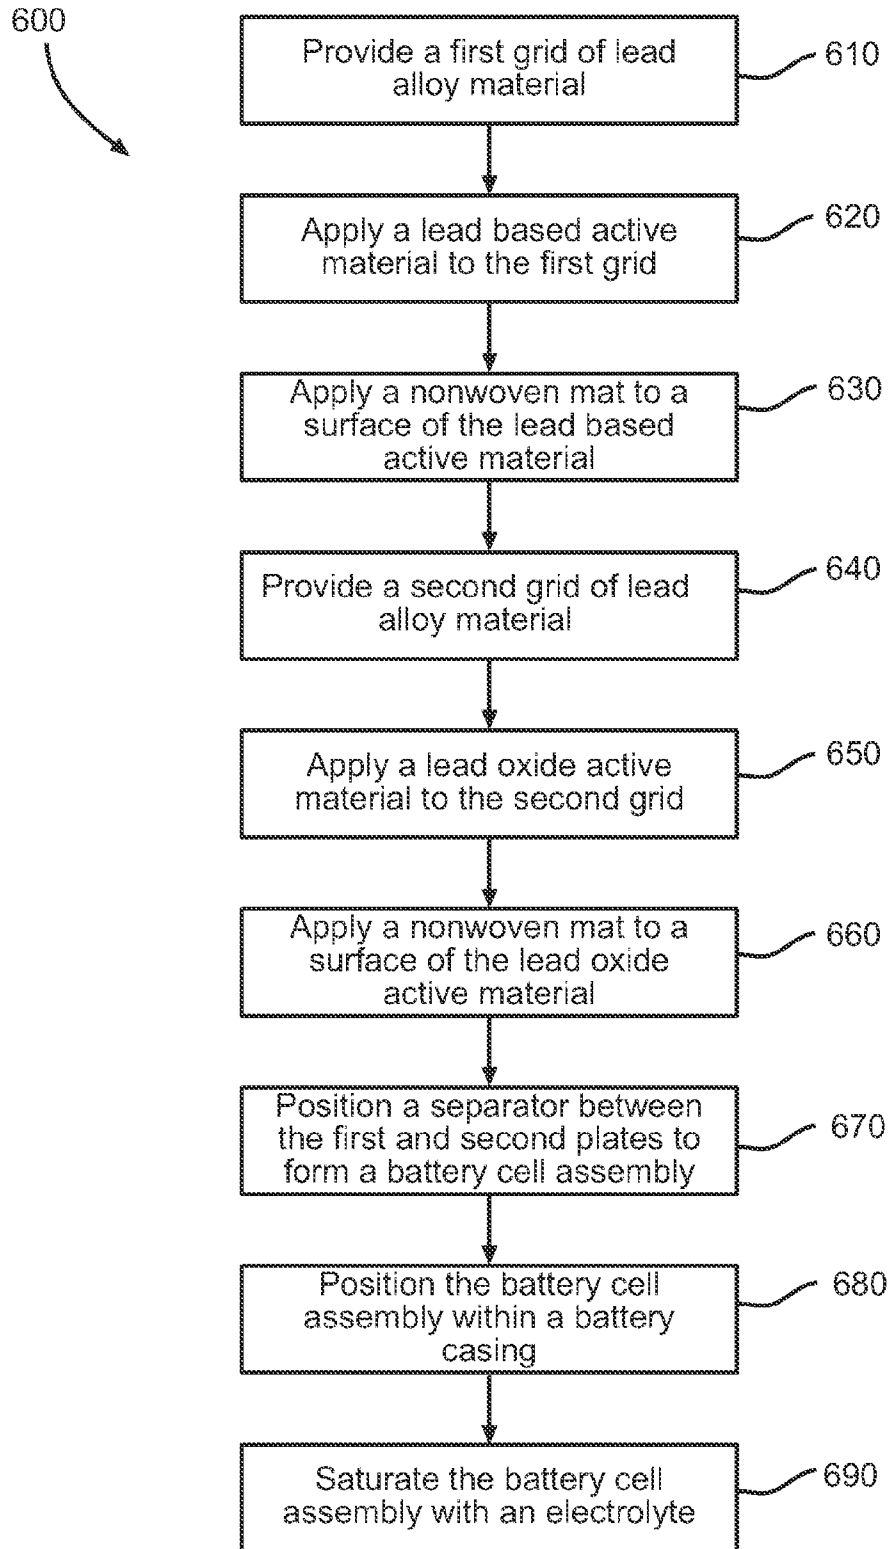 600
Provide a first grid of lead
alloy material
610
Apply a lead based active
material to the first grid
620
Apply a nonwoven mat to a
surface of the lead based
active material
630
Provide a second grid of lead
alloy material
640
Apply a lead oxide active
material to the second grid
650
Apply a nonwoven mat to a
surface of the lead oxide
active material
660
Position a separator between
the first and second plates to
form a battery cell assembly
670
Position the battery cell
assembly within a battery
casing
680
Saturate the battery cell
assembly with an electrolyte
690